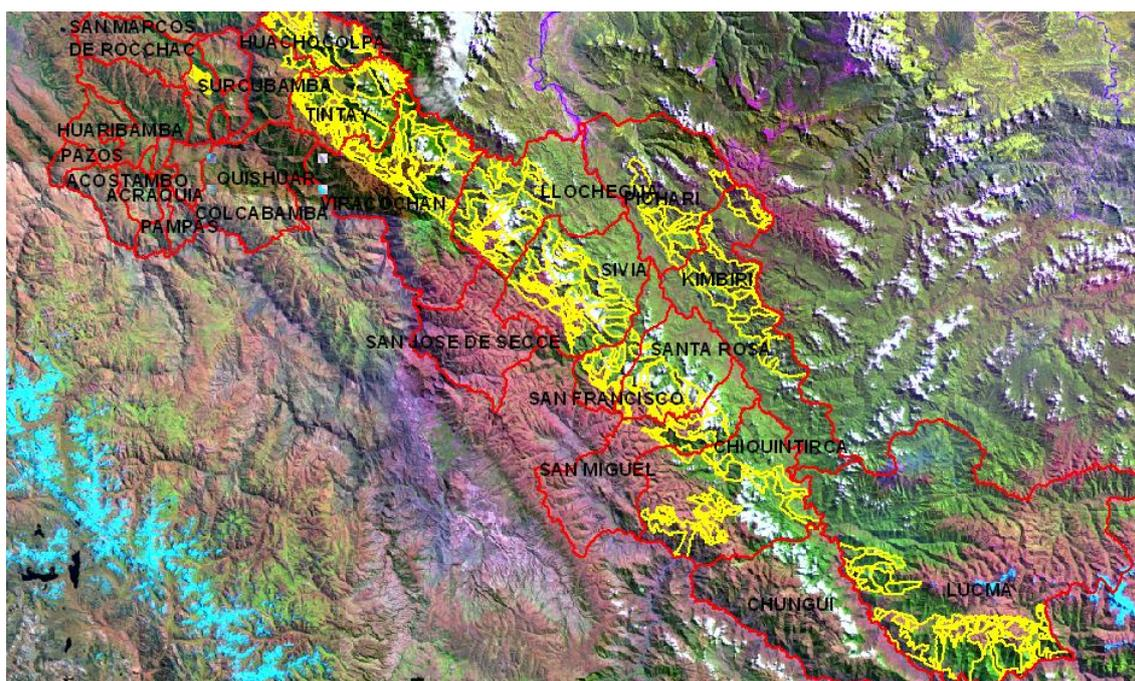 SAN MARCOS
DE ROCCHAC
HUACHOCOLPA
SURCUBAMBA
TINTAY
HUARIBAMBA
PAZOS
ACOSTAMBO
QUISHUAR
ACRAQUIA
VIRACOCHAN
COLCABAMBA
PAMPAS
LLOCHEGUA
PICHARI
SIVIA
KIMBIRI
SAN JOSE DE SECCE
SANTA ROSA
SAN FRANCISCO
CHIQUINTIRCA
SAN MIGUEL
LUCMA
CHUNGUI